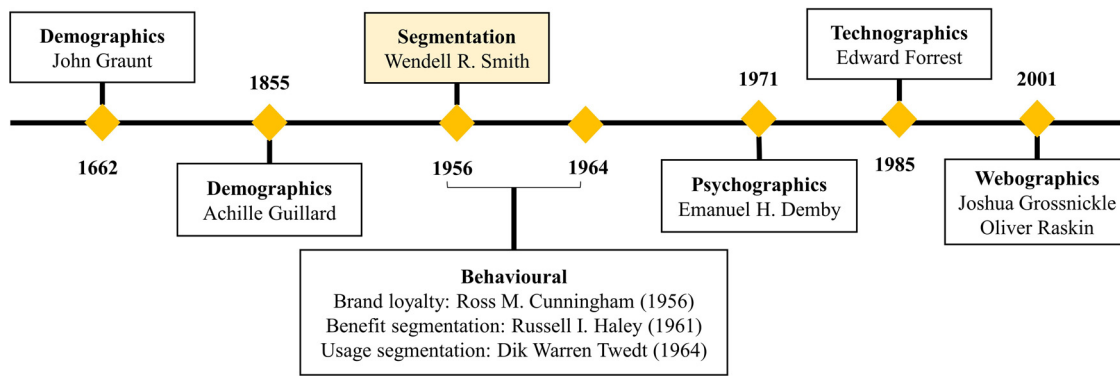 Demographics
John Graunt
1662
1855
Demographics
Achille Guillard
Segmentation
Wendell R. Smith
1956
1964
Behavioural
Brand loyalty: Ross M. Cunningham (1956)
Benefit segmentation: Russell I. Haley (1961)
Usage segmentation: Dik Warren Twedt (1964)
1971
Psychographics
Emanuel H. Demby
Technographics
Edward Forrest
1985
2001
Webographics
Joshua Grossnickle
Oliver Raskin